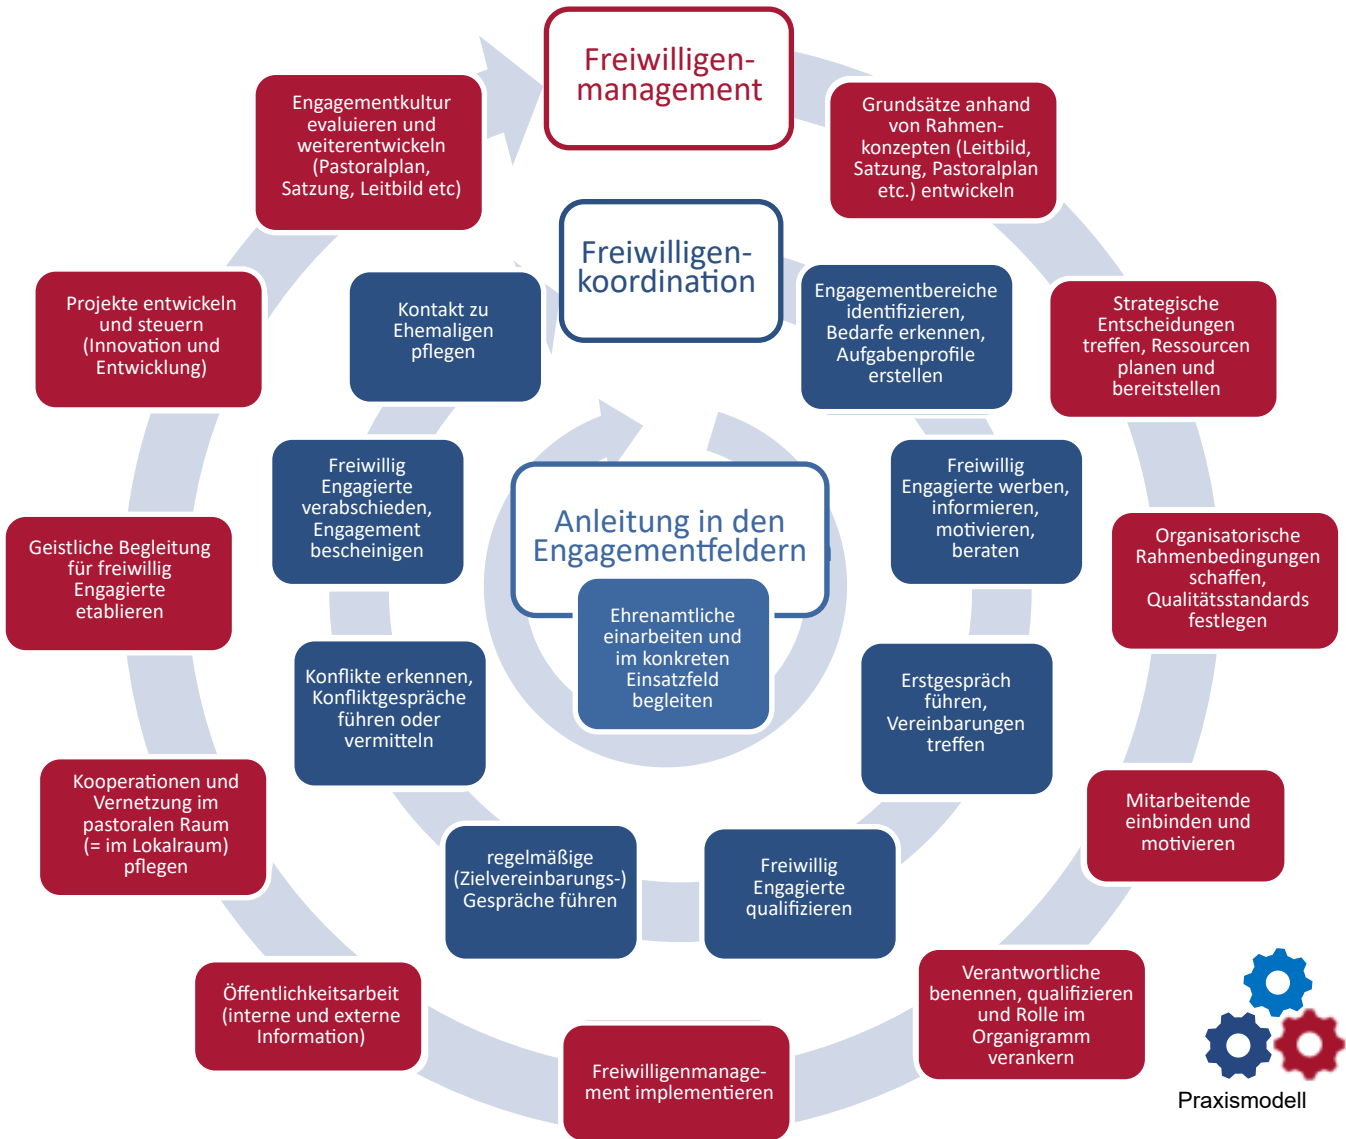 Freiwilligen-
management
Grundsätze anhand
von Rahmen-
konzepten (Leitbild,
Satzung, Pastoralplan
etc.) entwickeln
Strategische
Entscheidungen
treffen, Ressourcen
planen und
bereitstellen
Organisatorische
Rahmenbedingungen
schaffen,
Qualitätsstandards
festlegen
Mitarbeitende
einbinden und
motivieren
Verantwortliche
benennen, qualifizieren
und Rolle im
Organigramm
verankern
Freiwilligenmanage-
ment implementieren
Öffentlichkeitsarbeit
(interne und externe
Information)
Kooperationen und
Vernetzung im
pastoralen Raum
(= im Lokalraum)
pflegen
Geistliche Begleitung
für freiwillig
Engagierte
etablieren
Projekte entwickeln
und steuern
(Innovation und
Entwicklung)
Engagementkultur
evaluieren und
weiterentwickeln
(Pastoralplan,
Satzung, Leitbild etc)
Freiwilligen-
koordination
Engagementbereiche
identifizieren,
Bedarfe erkennen,
Aufgabenprofile
erstellen
Freiwillig
Engagierte werben,
informieren,
motivieren,
beraten
Erstgespräch
führen,
Vereinbarungen
treffen
Freiwillig
Engagierte
qualifizieren
regelmäßige
(Zielvereinbarungs-)
Gespräche führen
Konflikte erkennen,
Konfliktgespräche
führen oder
vermitteln
Freiwillig
Engagierte
verabschieden,
Engagement
bescheinigen
Kontakt zu
Ehemaligen
pflegen
Anleitung in den
Engagementfeldern
Ehrenamtliche
einarbeiten und
im konkreten
Einsatzfeld
begleiten
Praxismodell